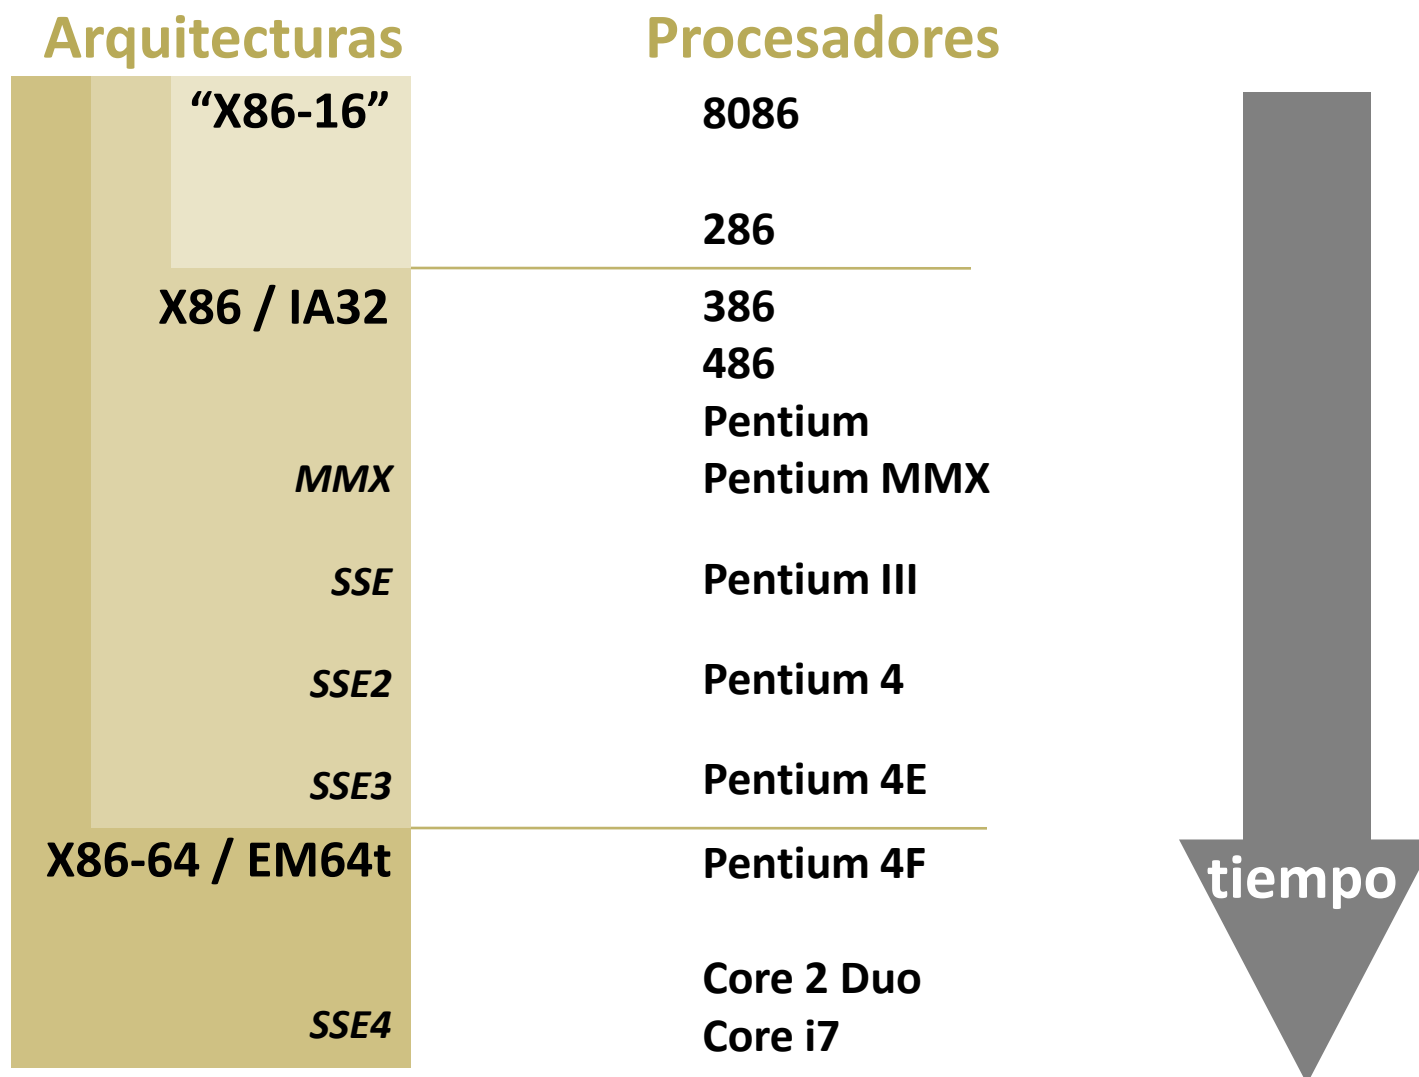 Arquitecturas Procesadores
“X86-16” 8086
286
X86 / IA32 386
486
Pentium
MMX Pentium MMX
SSE Pentium III
SSE2 Pentium 4
SSE3 Pentium 4E
X86-64 / EM64t Pentium 4F
tiempo
Core 2 Duo
SSE4 Core i7